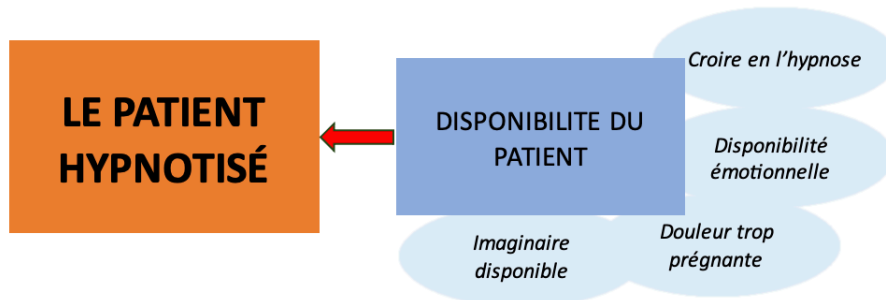 LE PATIENT
HYPNOTISÉ
DISPONIBILITE DU
PATIENT
Croire en l’hypnose
Disponibilité
émotionnelle
Douleur trop
prégnante
Imaginaire
disponible